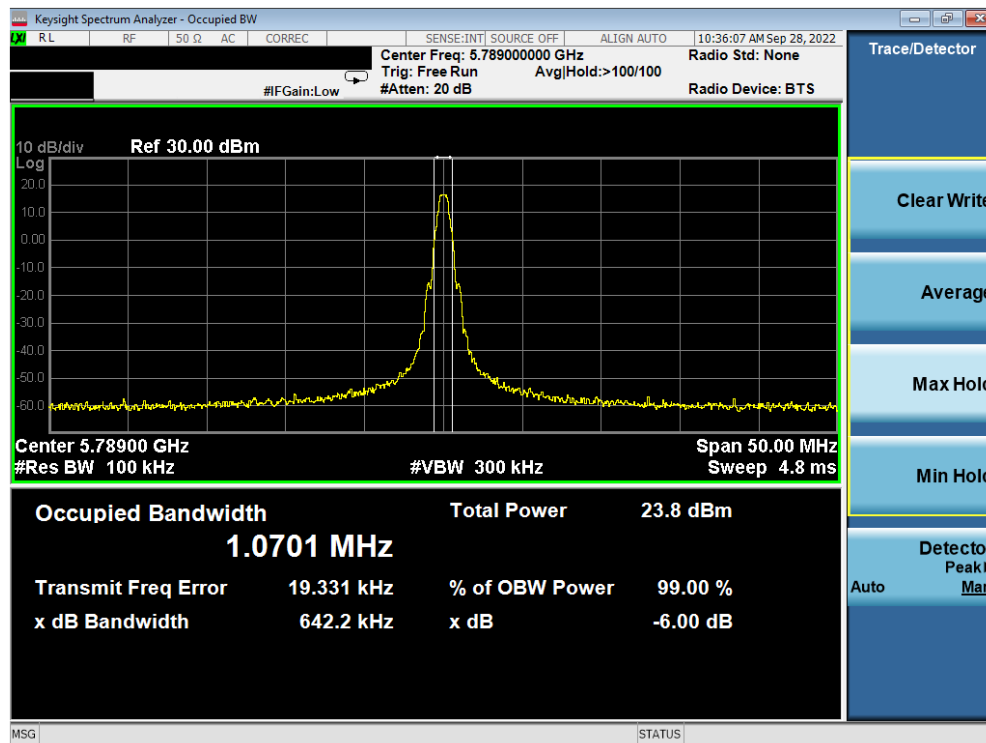 Keysight Spectrum Analyzer - Occupied BW
LXI RL RF 50 Ω AC CORREC SENSE:INT SOURCE OFF ALIGN AUTO 10:36:07 AM Sep 28, 2022
Center Freq: 5.789000000 GHz Radio Std: None
Trig: Free Run Avg|Hold:>100/100
#IFGain:Low #Atten: 20 dB Radio Device: BTS
10 dB/div Ref 30.00 dBm
Log
20.0
10.0
0.00
-10.0
-20.0
-30.0
-40.0
-50.0
-60.0
Center 5.78900 GHz Span 50.00 MHz
#Res BW 100 kHz #VBW 300 kHz Sweep 4.8 ms
Occupied Bandwidth Total Power 23.8 dBm
1.0701 MHz
Transmit Freq Error 19.331 kHz % of OBW Power 99.00 %
x dB Bandwidth 642.2 kHz x dB -6.00 dB
Trace/Detector
Clear Write
Average
Max Hold
Min Hold
Detecto
Peak
Auto Man
MSG STATUS